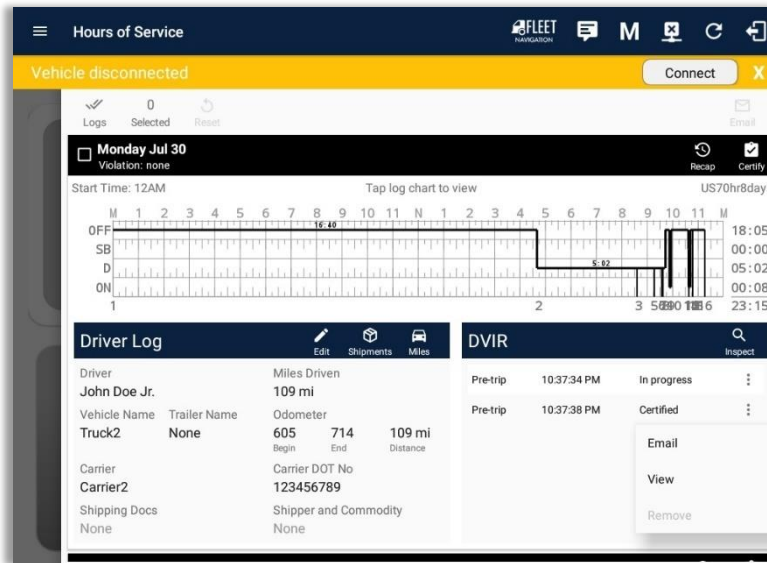 Hours of Service
FLEET
NAVIGATION
M
Vehicle disconnected
Connect
X
Logs
0
Selected
Reset
Email
Monday Jul 30
Violation: none
Recap
Certify
Start Time: 12AM
Tap log chart to view
US70hr8day
M 1 2 3 4 5 6 7 8 9 10 11 N 1 2 3 4 5 6 7 8 9 10 11 M
OFF 16:40 18:05
SB 00:00
D 5:02 05:02
ON 00:08
1 2 3 23:15
Driver Log
Edit
Shipments
Miles
Driver
John Doe Jr.
Miles Driven
109 mi
Vehicle Name Trailer Name
Truck2 None
Odometer
605 714 109 mi
Begin End Distance
Carrier
Carrier2
Carrier DOT No
123456789
Shipping Docs
None
Shipper and Commodity
None
DVIR
Inspect
Pre-trip 10:37:34 PM In progress
Pre-trip 10:37:38 PM Certified
Email
View
Remove